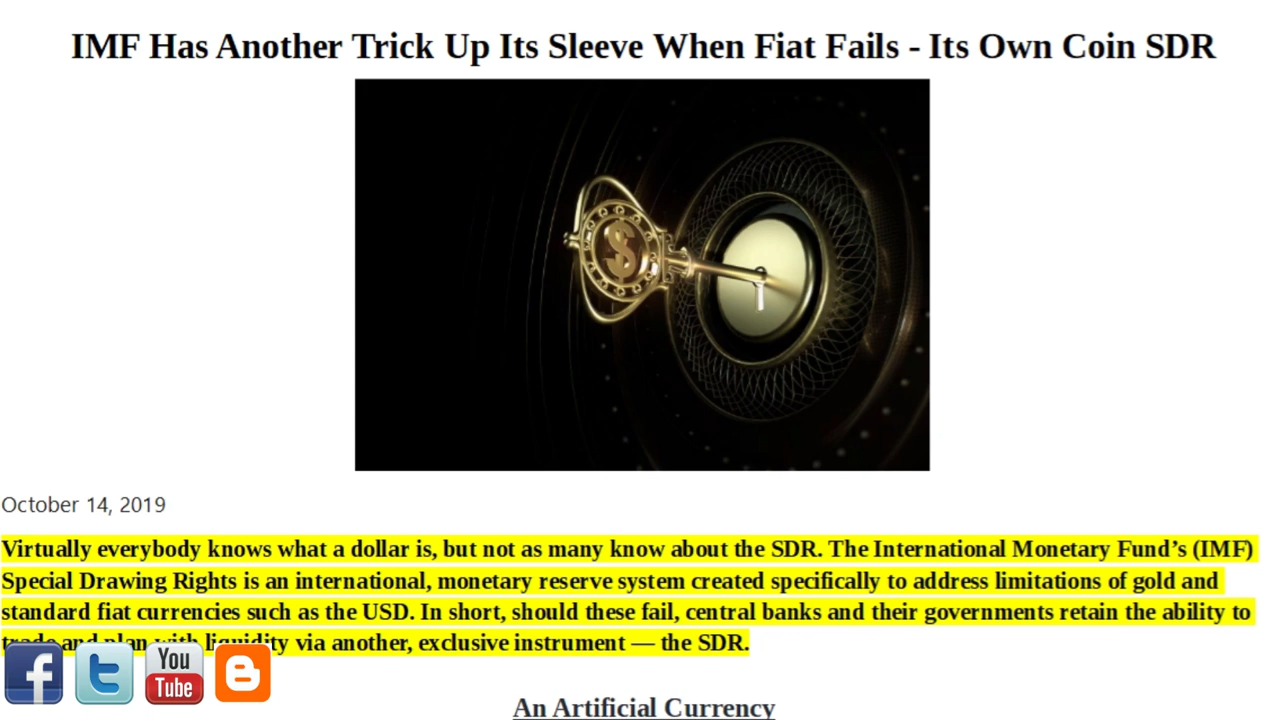 IMF Has Another Trick Up Its Sleeve When Fiat Fails - Its Own Coin SDR
$
October 14, 2019
Virtually everybody knows what a dollar is, but not as many know about the SDR. The International Monetary Fund’s (IMF)
Special Drawing Rights is an international, monetary reserve system created specifically to address limitations of gold and
standard fiat currencies such as the USD. In short, should these fail, central banks and their governments retain the ability to
trade and plan with liquidity via another, exclusive instrument — the SDR.
f t You Tube B
An Artificial Currency